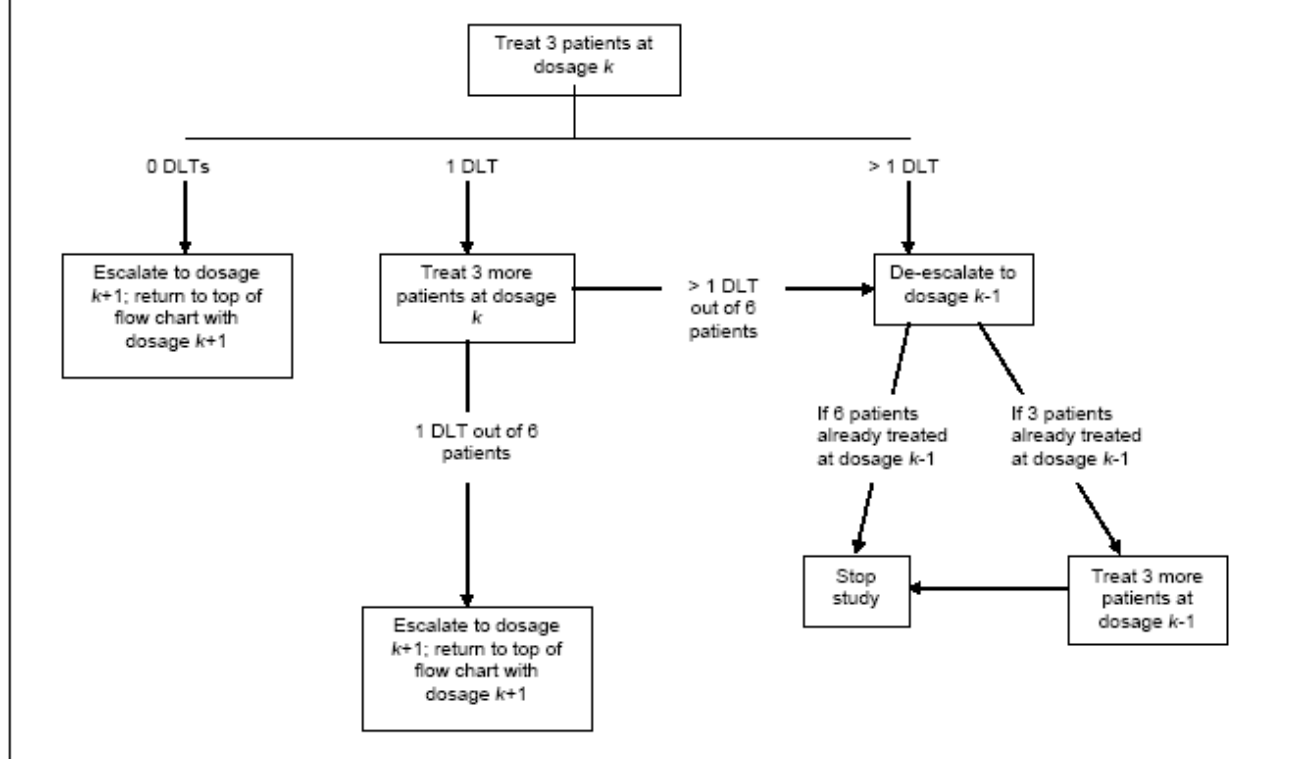 Treat 3 patients at
dosage k
0 DLTs
1 DLT
> 1 DLT
Escalate to dosage
k+1; return to top of
flow chart with
dosage k+1
Treat 3 more
patients at dosage
k
> 1 DLT
out of 6
patients
De-escalate to
dosage k-1
1 DLT out of 6
patients
If 6 patients
already treated
at dosage k-1
If 3 patients
already treated
at dosage k-1
Escalate to dosage
k+1; return to top of
flow chart with
dosage k+1
Stop
study
Treat 3 more
patients at
dosage k-1